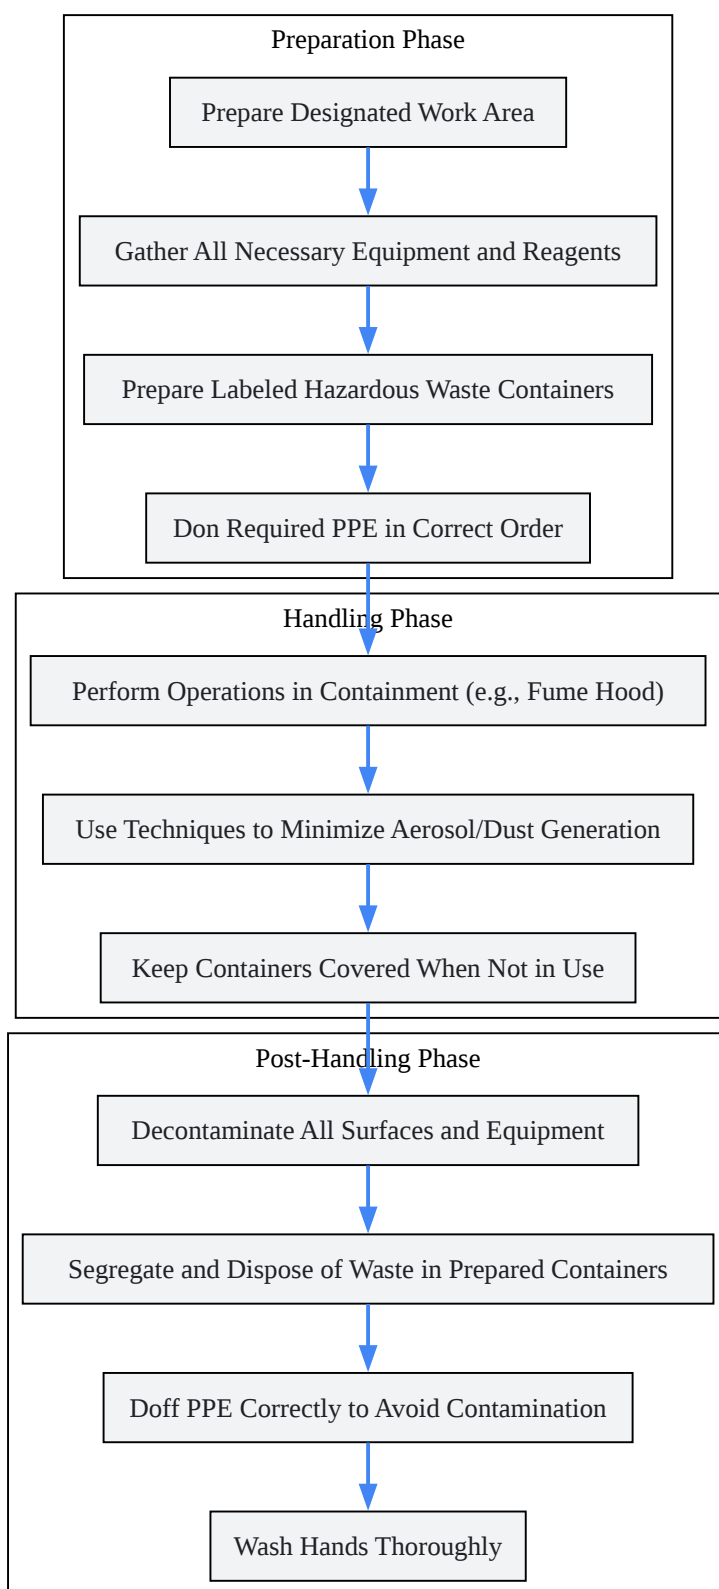 Preparation Phase
Prepare Designated Work Area
Gather All Necessary Equipment and Reagents
Prepare Labeled Hazardous Waste Containers
Don Required PPE in Correct Order
Handling Phase
Perform Operations in Containment (e.g., Fume Hood)
Use Techniques to Minimize Aerosol/Dust Generation
Keep Containers Covered When Not in Use
Post-Handling Phase
Decontaminate All Surfaces and Equipment
Segregate and Dispose of Waste in Prepared Containers
Doff PPE Correctly to Avoid Contamination
Wash Hands Thoroughly